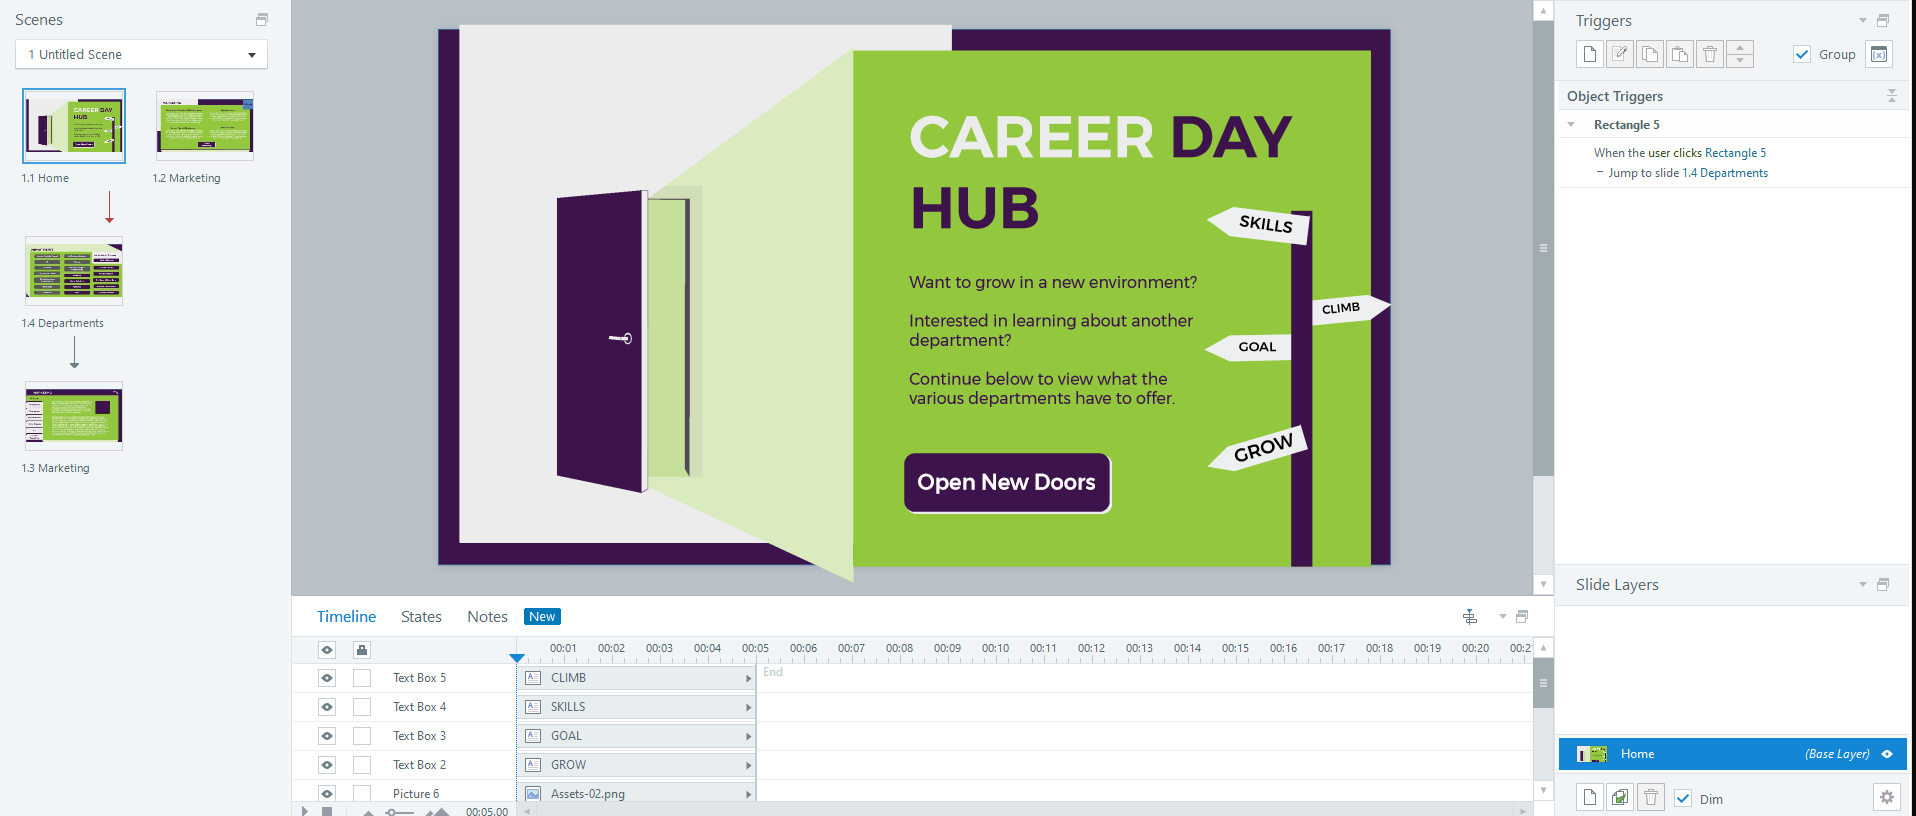 Scenes
1 Untitled Scene
CAREER DAY
HUB
1.1 Home
1.2 Marketing
1.4 Departments
1.3 Marketing
CAREER DAY
HUB
SKILLS
CLIMB
GOAL
GROW
Want to grow in a new environment?
Interested in learning about another
department?
Continue below to view what the
various departments have to offer.
Open New Doors
Triggers
Group
Object Triggers
Rectangle 5
When the user clicks Rectangle 5
– Jump to slide 1.4 Departments
Timeline States Notes New
00:01 00:02 00:03 00:04 00:05 00:06 00:07 00:08 00:09 00:10 00:11 00:12 00:13 00:14 00:15 00:16 00:17 00:18 00:19 00:20 00:21
End
Text Box 5 CLIMB
Text Box 4 SKILLS
Text Box 3 GOAL
Text Box 2 GROW
Picture 6 Assets-02.png
00:05.00
Slide Layers
Home (Base Layer)
Dim